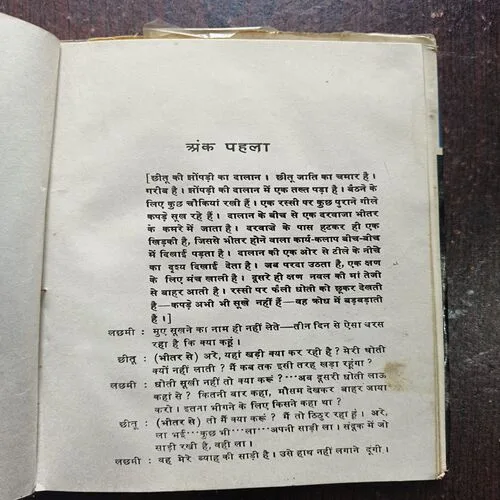 अंक पहला
[छीतू की झोंपड़ी का दालान । छीतू जाति का चमार है ।
गरीब है । झोंपड़ी की दालान में एक तख्त पड़ा है । बैठने के
लिए कुछ चौकियां रखी हैं । एक रस्सी पर कुछ पुराने गीले
कपड़े सूख रहे हैं । दालान के बीच से एक दरवाजा भीतर
के कमरे में जाता है । दरवाजे के पास हटकर ही एक
खिड़की है, जिससे भीतर होने वाला कार्य-कलाप बीच-बीच
में दिखाई पड़ता है । दालान की एक ओर से टीले के नीचे
का दृश्य दिखाई देता है । जब परदा उठता है, एक क्षण
के लिए मंच खाली है । दूसरे ही क्षण नवल की मां तेजी
से बाहर आती है । रस्सी पर फैली धोती को छूकर देखती
है—कपड़े अभी भी सूखे नहीं हैं—वह क्रोध में बड़बड़ाती
है ।]
लछमी : मुए सूखने का नाम ही नहीं लेते—तीन दिन से ऐसा बरस
रहा है कि क्या कहूं ।
छीतू : (भीतर से) अरे, यहां खड़ी क्या कर रही है ? मेरी धोती
क्यों नहीं लाती ? मैं कब तक इसी तरह खड़ा रहूंगा ?
लछमी : धोती सूखी नहीं तो क्या करूं ? ···अब दूसरी धोती लाऊं
कहां से ? कितनी बार कहा, मौसम देखकर बाहर जाया
करो । इतना भीगने के लिए किसने कहा था ?
छीतू : (भीतर से) तो मैं क्या करूं ? मैं तो ठिठुर रहा हूं । अरे,
ला भई···कुछ भी···ला···अपनी साड़ी ला । संदूक में जो
साड़ी रखी है, वही ला ।
लछमी : वह मेरे ब्याह की साड़ी है । उसे हाथ नहीं लगाने दूंगी ।